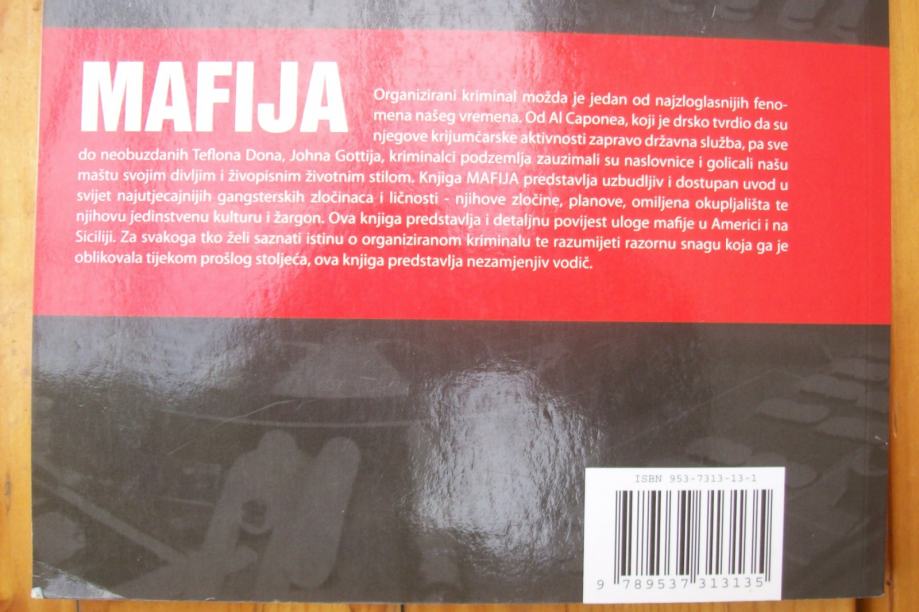 MAFIJA
Organizirani kriminal možda je jedan od najzloglasnijih feno-
mena našeg vremena. Od Al Caponea, koji je drsko tvrdio da su
njegove krijumčarske aktivnosti zapravo državna služba, pa sve
do neobuzdanih Teflona Dona, Johna Gottija, kriminalci podzemlja zauzimali su naslovnice i golicali našu
maštu svojim divljim i živopisnim životnim stilom. Knjiga MAFIJA predstavlja uzbudljiv i dostupan uvod u
svijet najutjecajnijih gangsterskih zločinaca i ličnosti - njihove zločine, planove, omiljena okupljališta te
njihovu jedinstvenu kulturu i žargon. Ova knjiga predstavlja i detaljnu povijest uloge mafije u Americi i na
Siciliji. Za svakoga tko želi saznati istinu o organiziranom kriminalu te razumijeti razornu snagu koja ga je
oblikovala tijekom prošlog stoljeća, ova knjiga predstavlja nezamjenjiv vodič.
ISBN 953-7313-13-1
9 789537 313135